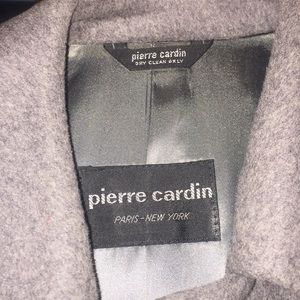 pierre cardin
DRY CLEAN ONLY
pierre cardin
PARIS-NEW YORK